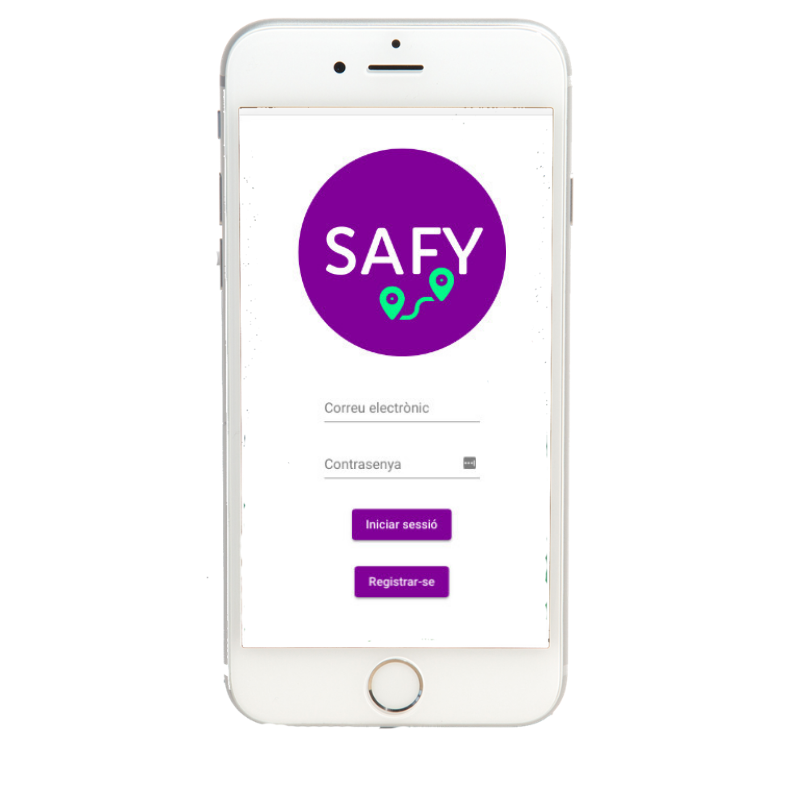 SAFY
Correu electrònic
Contrasenya
Iniciar sessió
Registrar-se